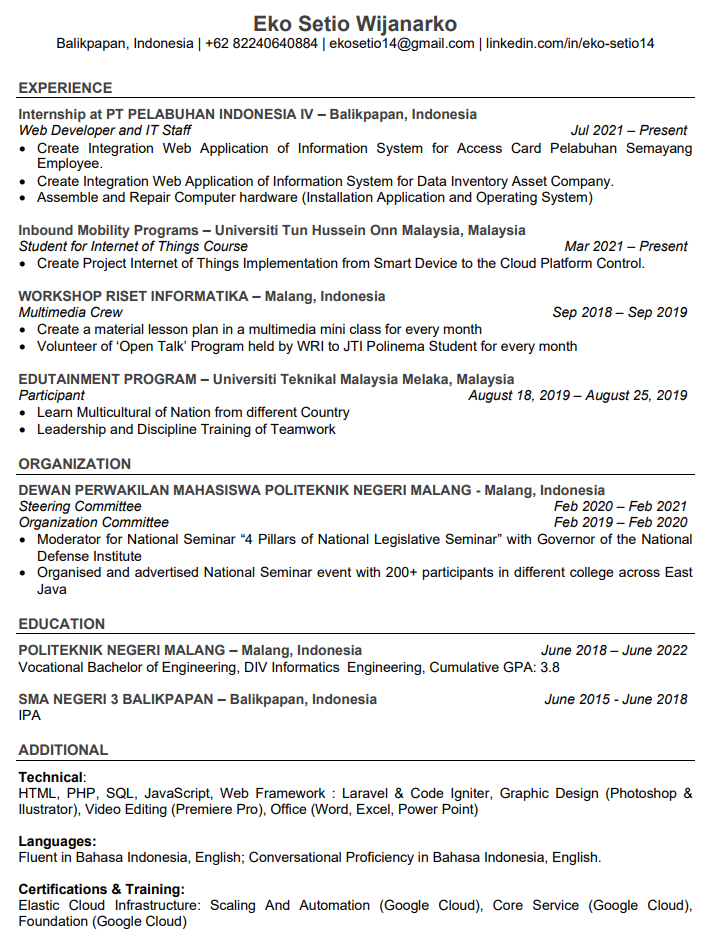 Eko Setio Wijanarko
Balikpapan, Indonesia | +62 82240640884 | ekosetio14@gmail.com | linkedin.com/in/eko-setio14
EXPERIENCE
Internship at PT PELABUHAN INDONESIA IV – Balikpapan, Indonesia
Web Developer and IT Staff Jul 2021 – Present
• Create Integration Web Application of Information System for Access Card Pelabuhan Semayang
Employee.
• Create Integration Web Application of Information System for Data Inventory Asset Company.
• Assemble and Repair Computer hardware (Installation Application and Operating System)
Inbound Mobility Programs – Universiti Tun Hussein Onn Malaysia, Malaysia
Student for Internet of Things Course Mar 2021 – Present
• Create Project Internet of Things Implementation from Smart Device to the Cloud Platform Control.
WORKSHOP RISET INFORMATIKA – Malang, Indonesia
Multimedia Crew Sep 2018 – Sep 2019
• Create a material lesson plan in a multimedia mini class for every month
• Volunteer of ‘Open Talk’ Program held by WRI to JTI Polinema Student for every month
EDUTAINMENT PROGRAM – Universiti Teknikal Malaysia Melaka, Malaysia
Participant August 18, 2019 – August 25, 2019
• Learn Multicultural of Nation from different Country
• Leadership and Discipline Training of Teamwork
ORGANIZATION
DEWAN PERWAKILAN MAHASISWA POLITEKNIK NEGERI MALANG - Malang, Indonesia
Steering Committee Feb 2020 – Feb 2021
Organization Committee Feb 2019 – Feb 2020
• Moderator for National Seminar “4 Pillars of National Legislative Seminar” with Governor of the National
Defense Institute
• Organised and advertised National Seminar event with 200+ participants in different college across East
Java
EDUCATION
POLITEKNIK NEGERI MALANG – Malang, Indonesia June 2018 – June 2022
Vocational Bachelor of Engineering, DIV Informatics Engineering, Cumulative GPA: 3.8
SMA NEGERI 3 BALIKPAPAN – Balikpapan, Indonesia June 2015 - June 2018
IPA
ADDITIONAL
Technical:
HTML, PHP, SQL, JavaScript, Web Framework : Laravel & Code Igniter, Graphic Design (Photoshop &
Ilustrator), Video Editing (Premiere Pro), Office (Word, Excel, Power Point)
Languages:
Fluent in Bahasa Indonesia, English; Conversational Proficiency in Bahasa Indonesia, English.
Certifications & Training:
Elastic Cloud Infrastructure: Scaling And Automation (Google Cloud), Core Service (Google Cloud),
Foundation (Google Cloud)